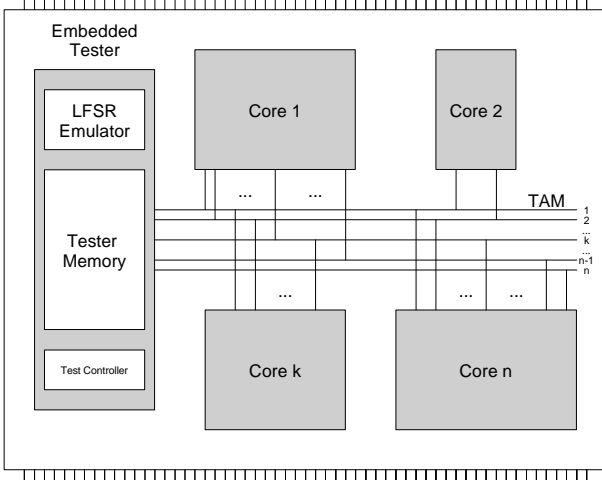 Embedded
Tester
LFSR
Emulator
Tester
Memory
Test Controller
Core 1
Core 2
... ...
TAM
1
2
...
k
...
n-1
n
...
... ...
Core k
Core n